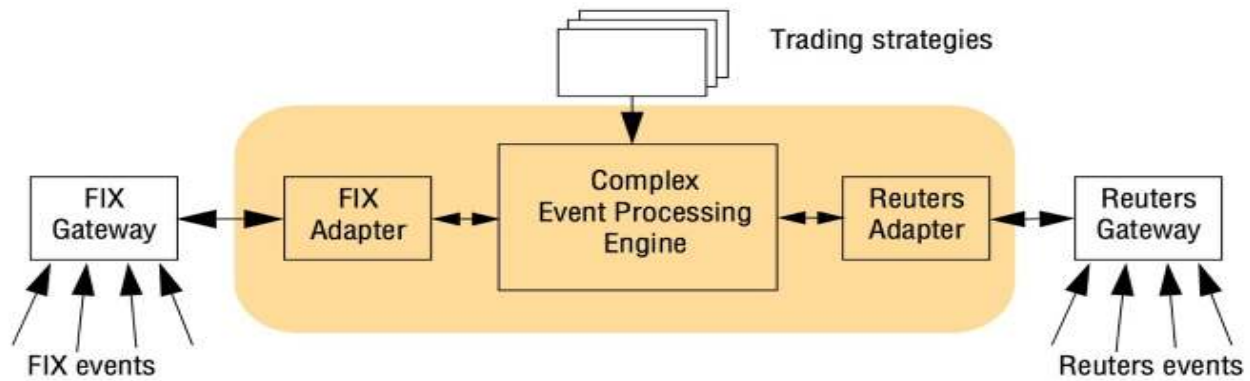 Trading strategies
FIX
Gateway
FIX
Adapter
Complex
Event Processing
Engine
Reuters
Adapter
Reuters
Gateway
FIX events
Reuters events